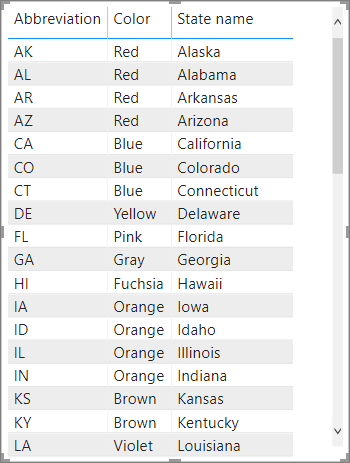 Abbreviation Color State name
AK Red Alaska
AL Red Alabama
AR Red Arkansas
AZ Red Arizona
CA Blue California
CO Blue Colorado
CT Blue Connecticut
DE Yellow Delaware
FL Pink Florida
GA Gray Georgia
HI Fuchsia Hawaii
IA Orange Iowa
ID Orange Idaho
IL Orange Illinois
IN Orange Indiana
KS Brown Kansas
KY Brown Kentucky
LA Violet Louisiana